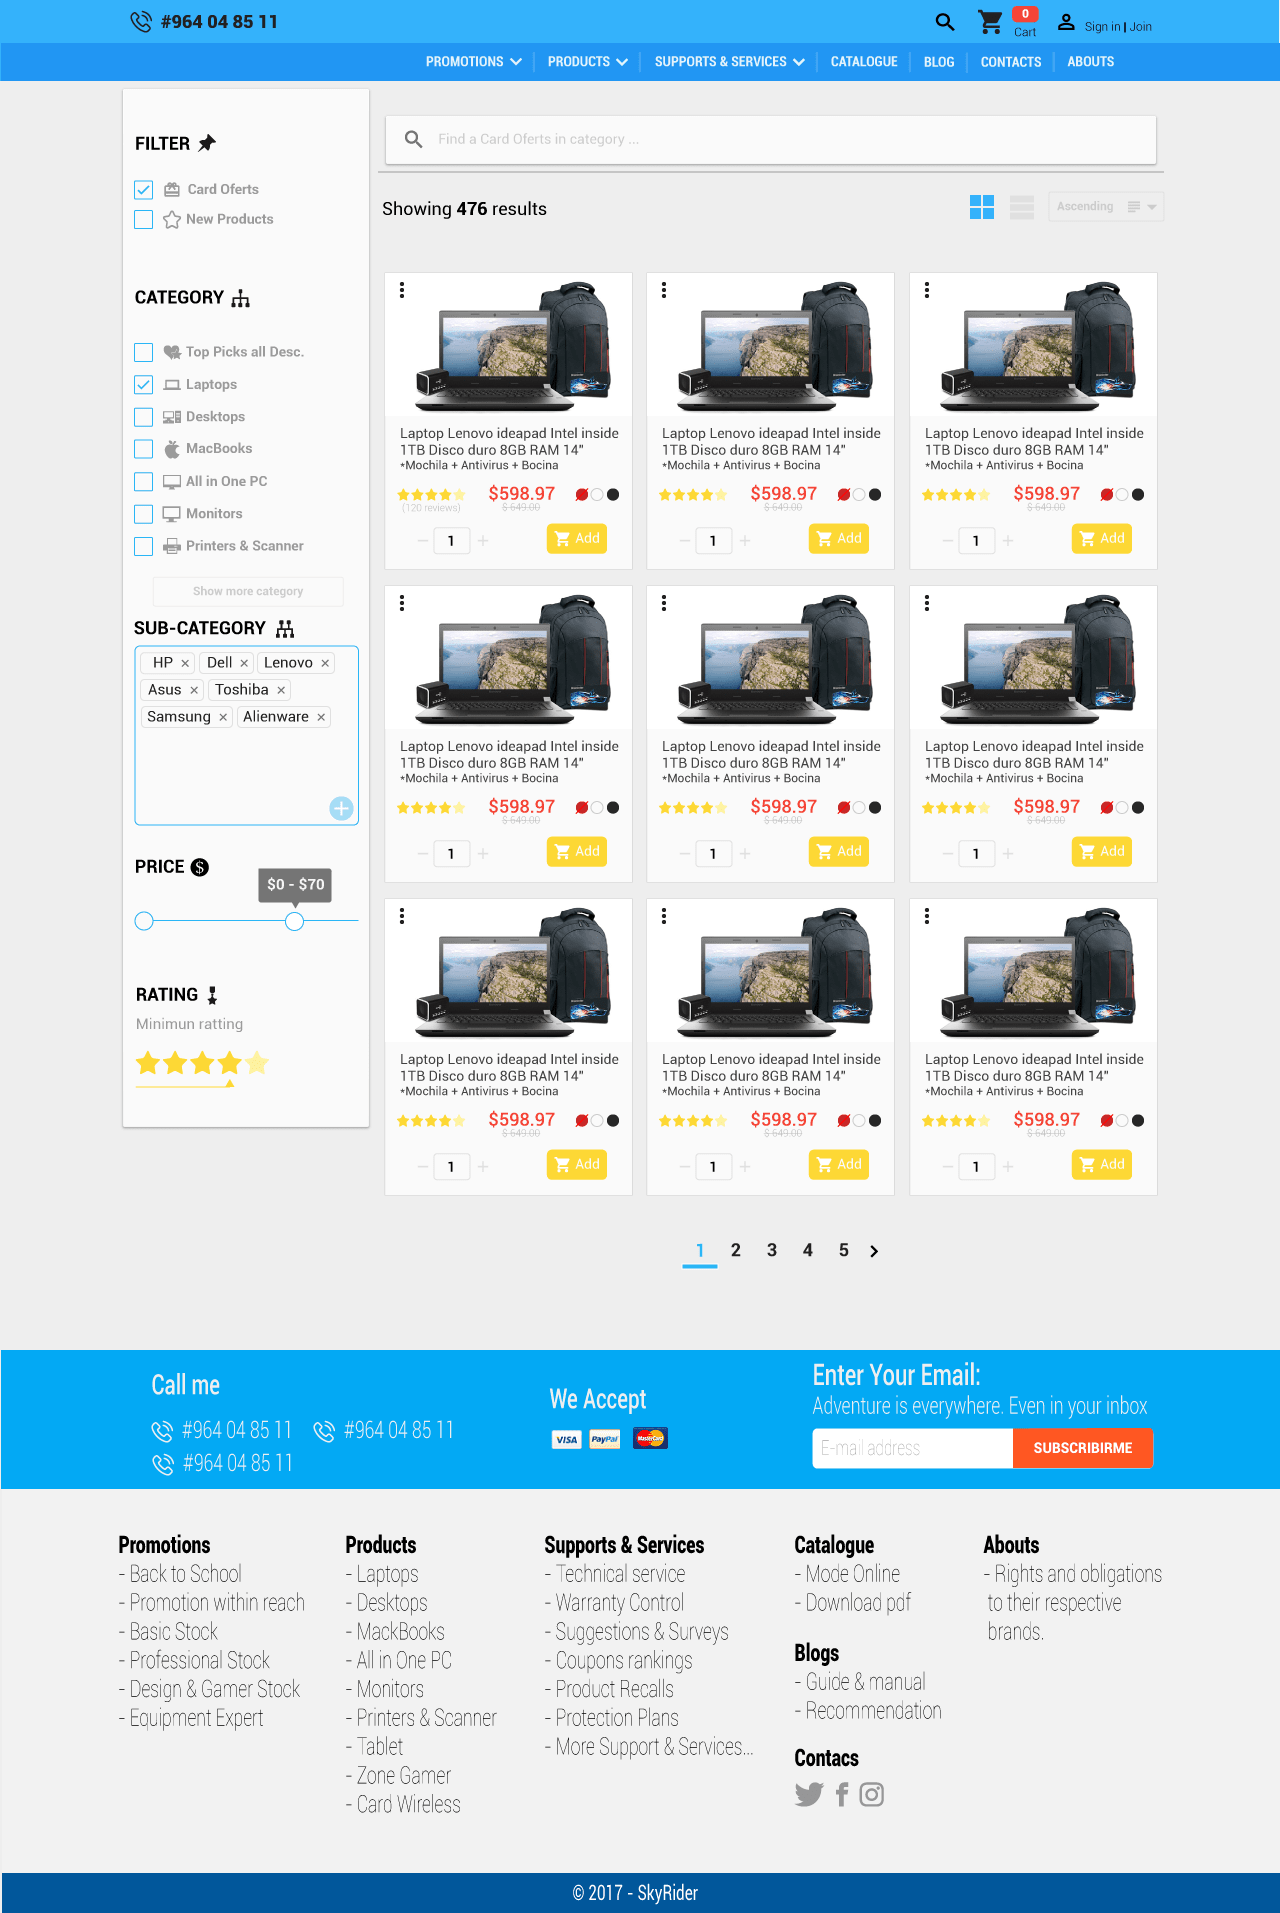 #964 04 85 11
0
Cart
Sign in | Join
PROMOTIONS
PRODUCTS
SUPPORTS & SERVICES
CATALOGUE
BLOG
CONTACTS
ABOUTS
FILTER
Card Oferts
New Products
CATEGORY
Top Picks all Desc.
Laptops
Desktops
MacBooks
All in One PC
Monitors
Printers & Scanner
Show more category
SUB-CATEGORY
HP × Dell × Lenovo ×
Asus × Toshiba ×
Samsung × Alienware ×
PRICE $
$0 - $70
RATING
Minimun ratting
Find a Card Oferts in category ...
Showing 476 results
Ascending
Laptop Lenovo ideapad Intel inside
1TB Disco duro 8GB RAM 14"
*Mochila + Antivirus + Bocina
$598.97
(120 reviews)
$ 649.00
1
Add
Laptop Lenovo ideapad Intel inside
1TB Disco duro 8GB RAM 14"
*Mochila + Antivirus + Bocina
$598.97
$ 649.00
1
Add
Laptop Lenovo ideapad Intel inside
1TB Disco duro 8GB RAM 14"
*Mochila + Antivirus + Bocina
$598.97
$ 649.00
1
Add
Laptop Lenovo ideapad Intel inside
1TB Disco duro 8GB RAM 14"
*Mochila + Antivirus + Bocina
$598.97
$ 649.00
1
Add
Laptop Lenovo ideapad Intel inside
1TB Disco duro 8GB RAM 14"
*Mochila + Antivirus + Bocina
$598.97
$ 649.00
1
Add
Laptop Lenovo ideapad Intel inside
1TB Disco duro 8GB RAM 14"
*Mochila + Antivirus + Bocina
$598.97
$ 649.00
1
Add
Laptop Lenovo ideapad Intel inside
1TB Disco duro 8GB RAM 14"
*Mochila + Antivirus + Bocina
$598.97
$ 649.00
1
Add
Laptop Lenovo ideapad Intel inside
1TB Disco duro 8GB RAM 14"
*Mochila + Antivirus + Bocina
$598.97
$ 649.00
1
Add
Laptop Lenovo ideapad Intel inside
1TB Disco duro 8GB RAM 14"
*Mochila + Antivirus + Bocina
$598.97
$ 649.00
1
Add
1 2 3 4 5
Call me
#964 04 85 11
#964 04 85 11
#964 04 85 11
We Accept
VISA
PayPal
MasterCard
Enter Your Email:
Adventure is everywhere. Even in your inbox
E-mail address
SUBSCRIBIRME
Promotions
- Back to School
- Promotion within reach
- Basic Stock
- Professional Stock
- Design & Gamer Stock
- Equipment Expert
Products
- Laptops
- Desktops
- MackBooks
- All in One PC
- Monitors
- Printers & Scanner
- Tablet
- Zone Gamer
- Card Wireless
Supports & Services
- Technical service
- Warranty Control
- Suggestions & Surveys
- Coupons rankings
- Product Recalls
- Protection Plans
- More Support & Services...
Catalogue
- Mode Online
- Download pdf
Blogs
- Guide & manual
- Recommendation
Contacs
Abouts
- Rights and obligations
to their respective
brands.
© 2017 - SkyRider